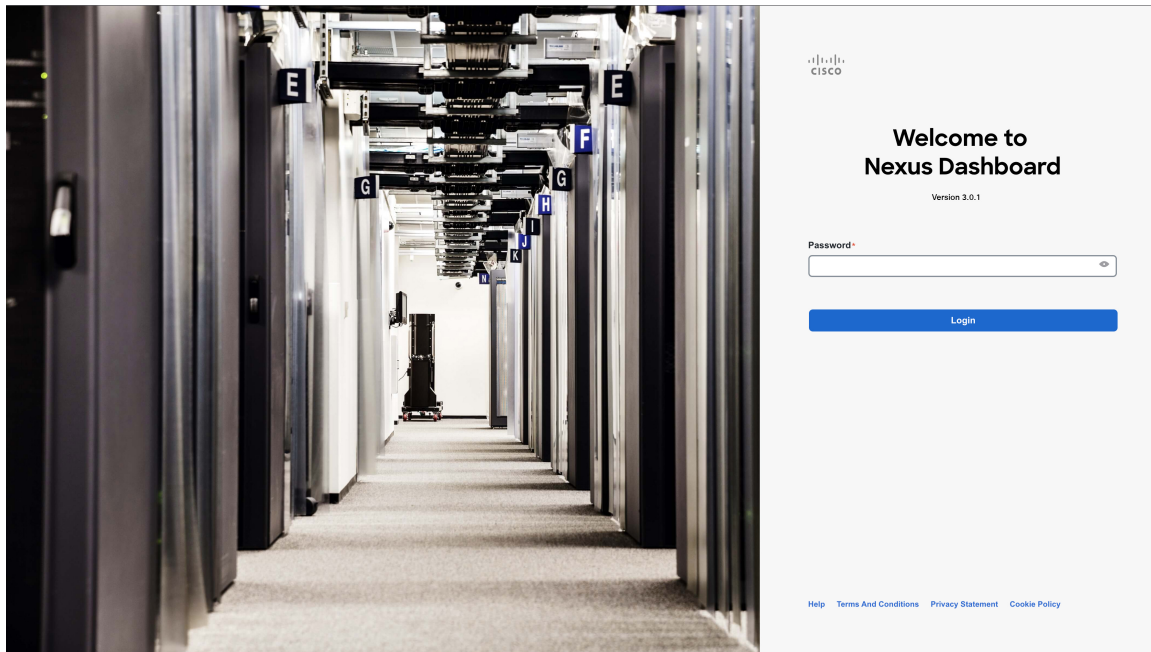 E
E
F
G
G
H
I
J
K
N
CISCO
Welcome to
Nexus Dashboard
Version 3.0.1
Password*
Login
Help Terms And Conditions Privacy Statement Cookie Policy